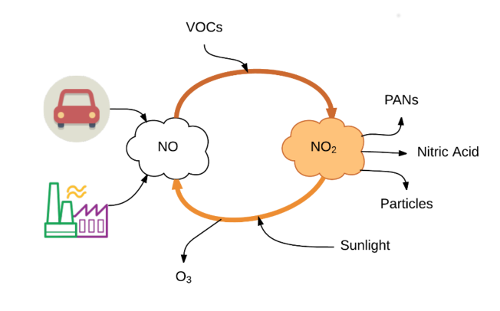 VOCs
PANs
NO
NO₂
Nitric Acid
Particles
Sunlight
O₃